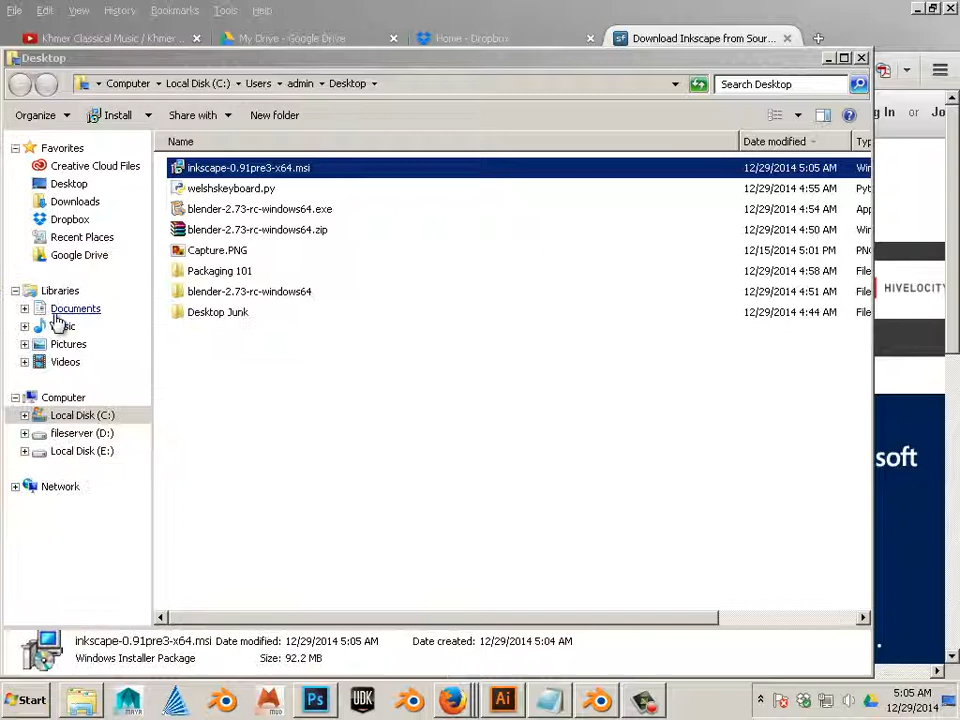 File Edit View History Bookmarks Tools Help
Khmer Classical Music / Khmer ... My Drive - Google Drive Home - Dropbox sf Download Inkscape from Sour...
Desktop
Computer Local Disk (C:) Users admin Desktop Search Desktop
Organize Install Share with New folder
Name Date modified Typ
Favorites
Creative Cloud Files
Desktop
Downloads
Dropbox
Recent Places
Google Drive
Libraries
Documents
Pictures
Videos
Computer
Local Disk (C:)
fileserver (D:)
Local Disk (E:)
Network
inkscape-0.91pre3-x64.msi 12/29/2014 5:05 AM Win
welshskeyboard.py 12/29/2014 4:55 AM Pyt
blender-2.73-rc-windows64.exe 12/29/2014 4:54 AM App
blender-2.73-rc-windows64.zip 12/29/2014 4:54 AM Win
Capture.PNG 12/15/2014 5:01 PM PNG
Packaging 101 12/29/2014 4:58 AM File
blender-2.73-rc-windows64 12/29/2014 4:51 AM File
Desktop Junk 12/29/2014 4:44 AM File
g In Jo
HIVELOCITY
soft
inkscape-0.91pre3-x64.msi Date modified: 12/29/2014 5:05 AM Date created: 12/29/2014 5:04 AM
Windows Installer Package Size: 92.2 MB
Start MAYA MUD Ps UDK Ai 5:05 AM
12/29/2014